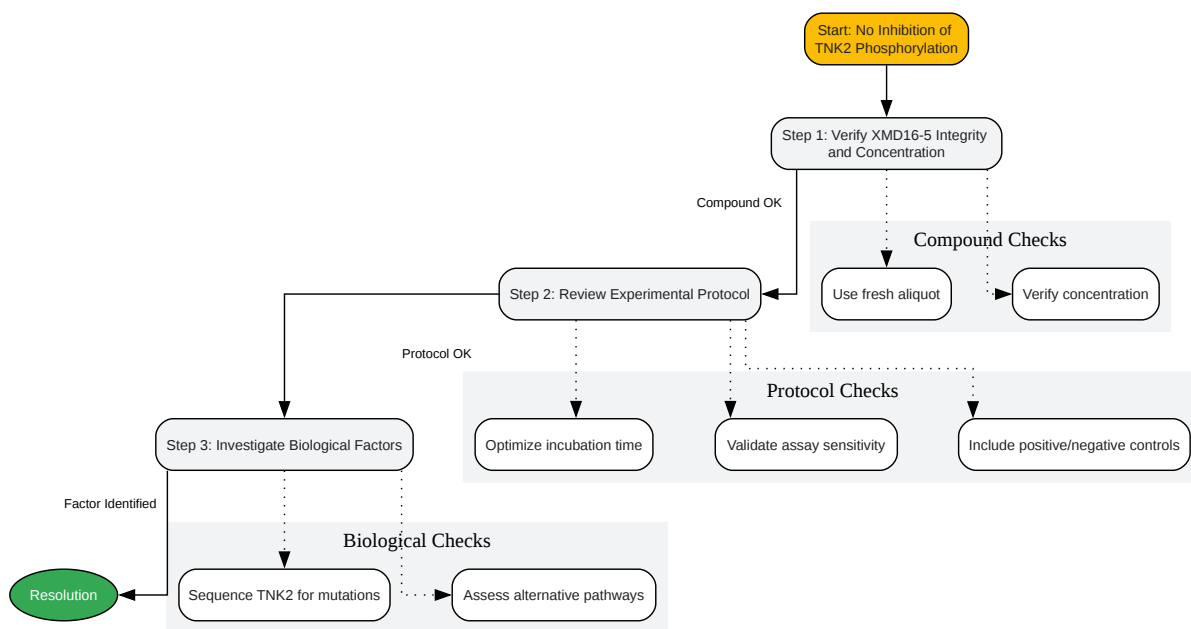 Start: No Inhibition of
TNK2 Phosphorylation
Step 1: Verify XMD16-5 Integrity
and Concentration
Compound OK
Compound Checks
Use fresh aliquot
Verify concentration
Step 2: Review Experimental Protocol
Protocol OK
Protocol Checks
Optimize incubation time
Validate assay sensitivity
Include positive/negative controls
Step 3: Investigate Biological Factors
Factor Identified
Biological Checks
Sequence TNK2 for mutations
Assess alternative pathways
Resolution